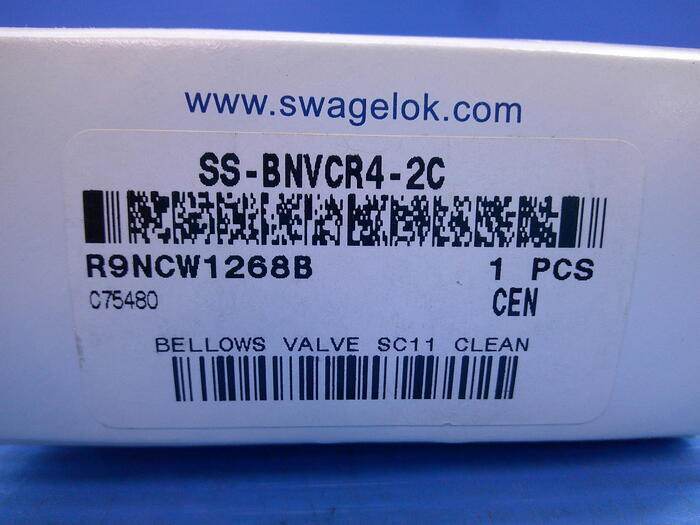 www.swagelok.com
SS-BNVCR4-2C
R9NCW1268B 1 PCS
C75480 CEN
BELLOWS VALVE SC11 CLEAN